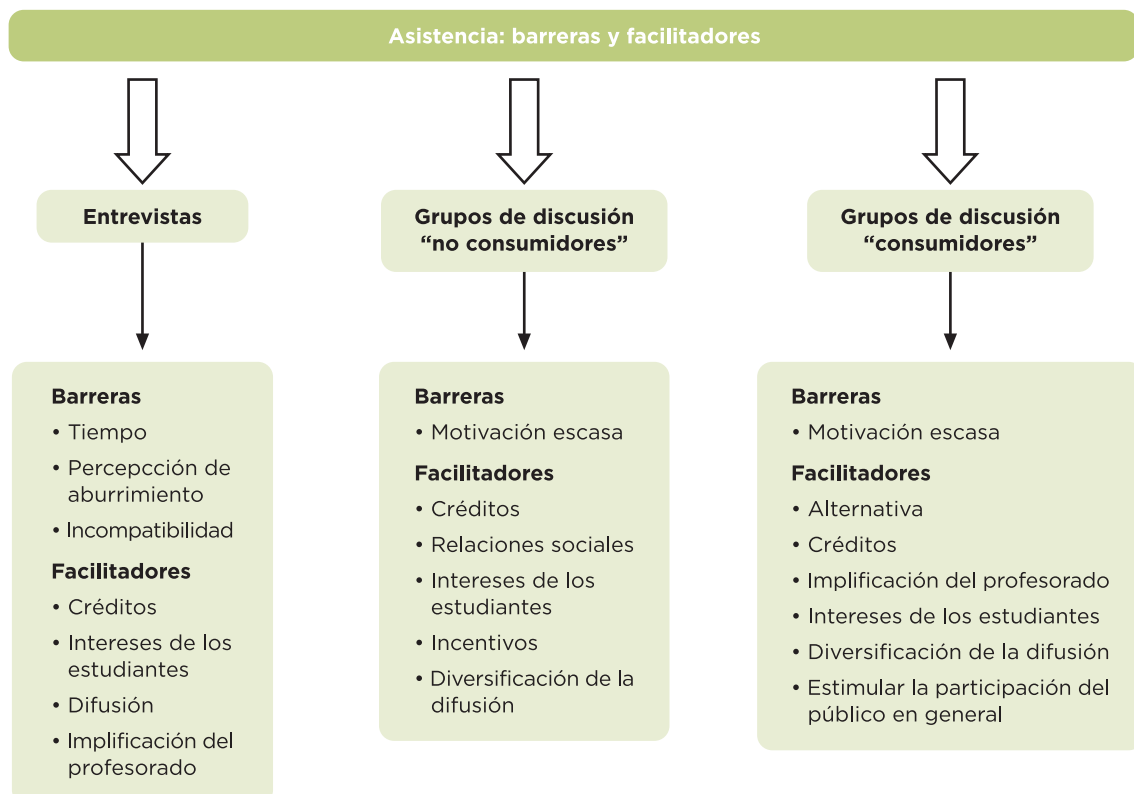 Asistencia: barreras y facilitadores
Entrevistas
Barreras
• Tiempo
• Percepcción de
aburrimiento
• Incompatibilidad
Facilitadores
• Créditos
• Intereses de los
estudiantes
• Difusión
• Implificación del
profesorado
Grupos de discusión
“no consumidores”
Barreras
• Motivación escasa
Facilitadores
• Créditos
• Relaciones sociales
• Intereses de los
estudiantes
• Incentivos
• Diversificación de la
difusión
Grupos de discusión
“consumidores”
Barreras
• Motivación escasa
Facilitadores
• Alternativa
• Créditos
• Implificación del profesorado
• Intereses de los estudiantes
• Diversificación de la difusión
• Estimular la participación del
público en general